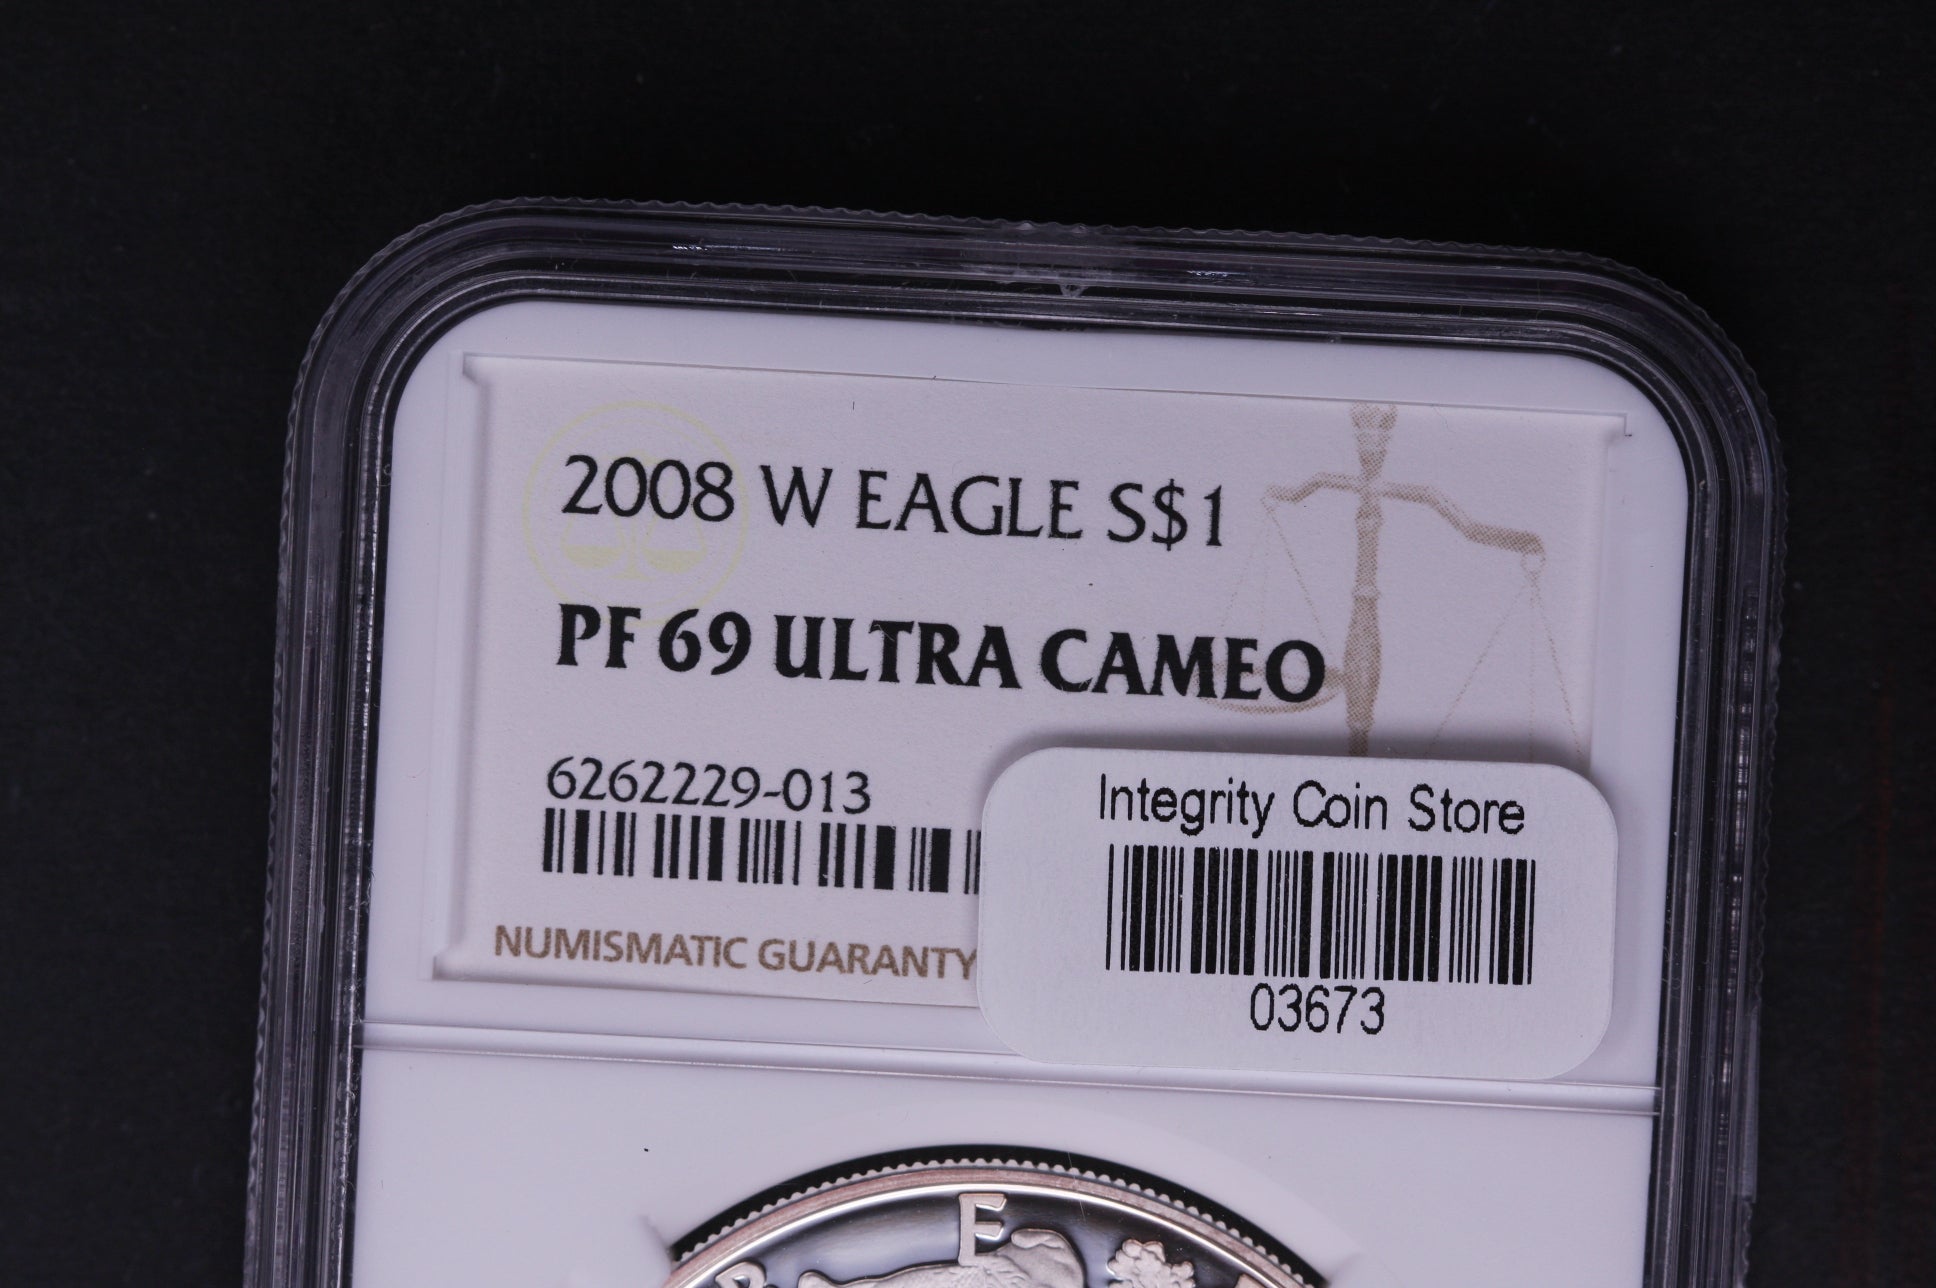 2008 W EAGLE S$1
PF 69 ULTRA CAMEO
6262229-013
NUMISMATIC GUARANTY
Integrity Coin Store
03673
E